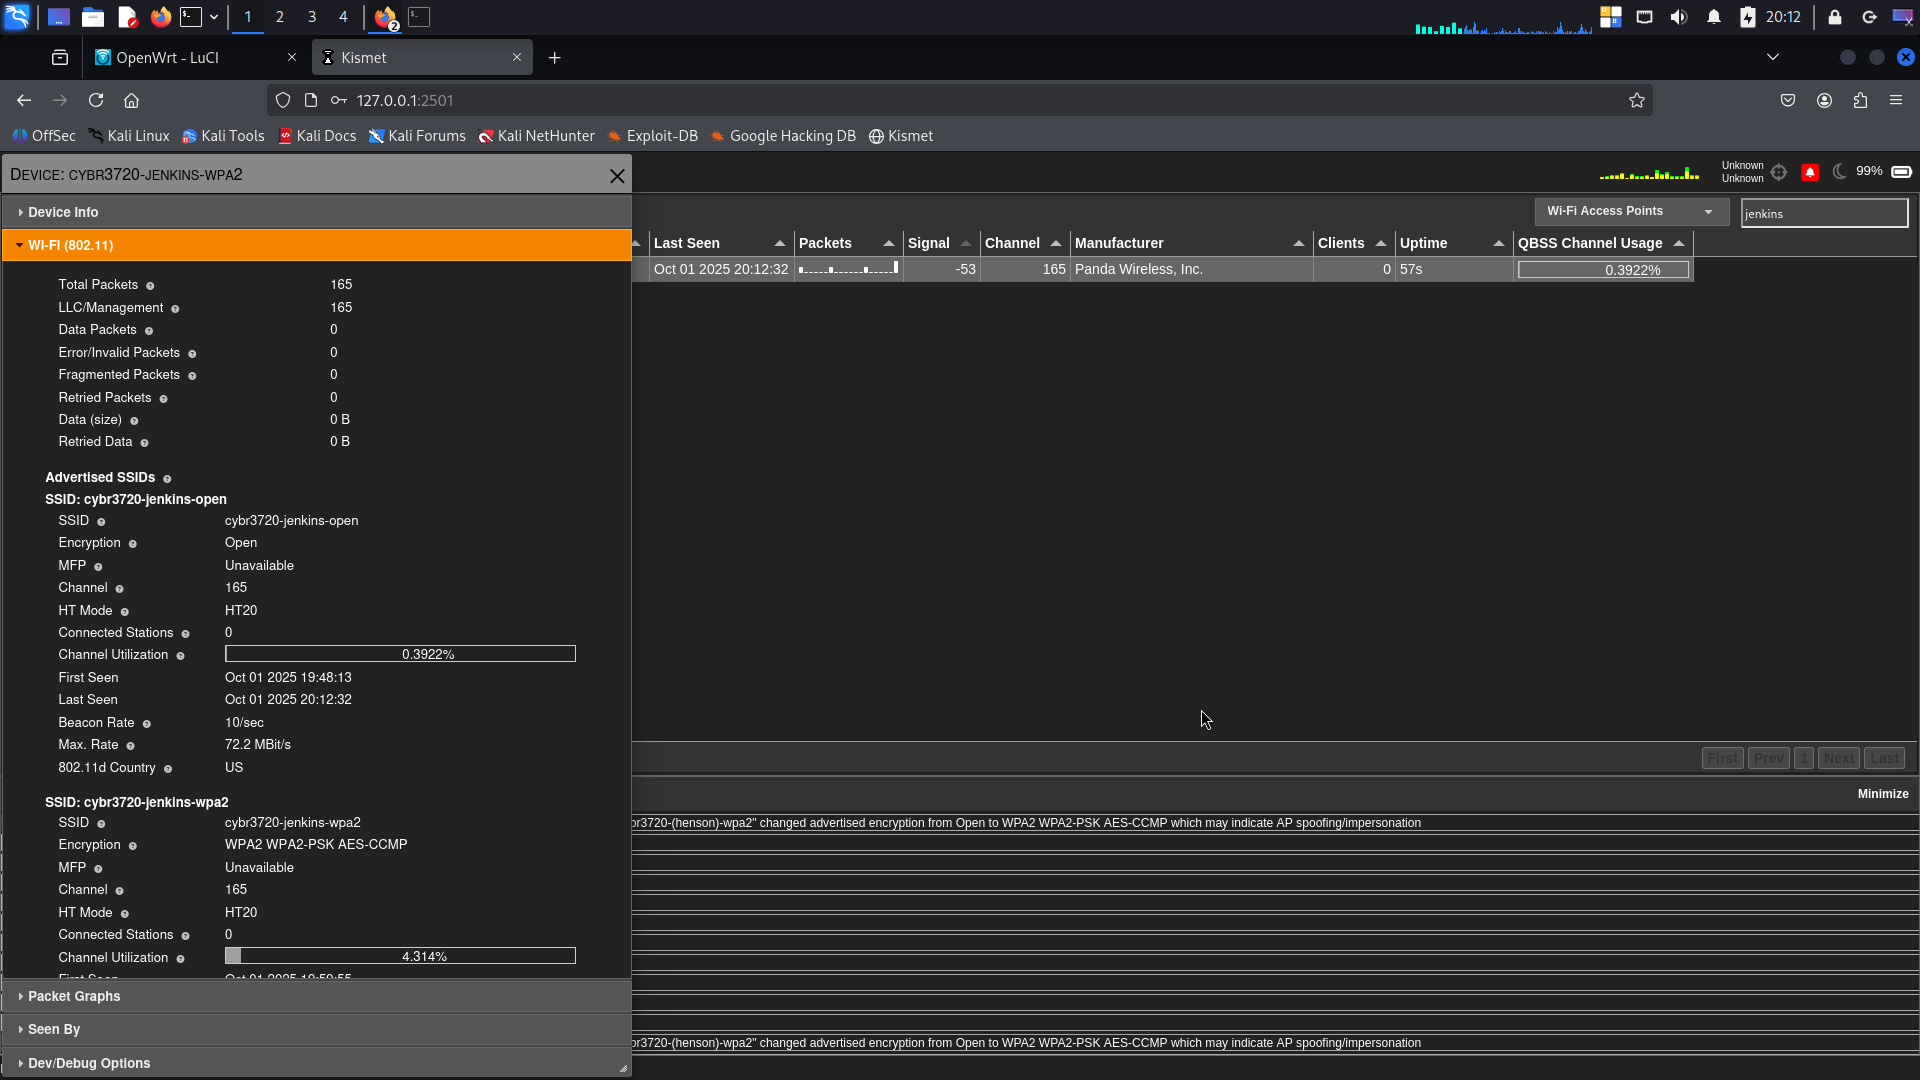 1 2 3 4 2 20:12
OpenWrt - LuCI Kismet
127.0.0.1:2501
OffSec Kali Linux Kali Tools Kali Docs Kali Forums Kali NetHunter Exploit-DB Google Hacking DB Kismet
DEVICE: CYBR3720-JENKINS-WPA2
Unknown
Unknown
99%
Device Info
Wi-Fi Access Points
jenkins
Wi-Fi (802.11)
Last Seen Packets Signal Channel Manufacturer Clients Uptime QBSS Channel Usage
Oct 01 2025 20:12:32 -53 165 Panda Wireless, Inc. 0 57s 0.3922%
Total Packets 165
LLC/Management 165
Data Packets 0
Error/Invalid Packets 0
Fragmented Packets 0
Retried Packets 0
Data (size) 0 B
Retried Data 0 B
Advertised SSIDs
SSID: cybr3720-jenkins-open
SSID cybr3720-jenkins-open
Encryption Open
MFP Unavailable
Channel 165
HT Mode HT20
Connected Stations 0
Channel Utilization 0.3922%
First Seen Oct 01 2025 19:48:13
Last Seen Oct 01 2025 20:12:32
Beacon Rate 10/sec
Max. Rate 72.2 MBit/s
802.11d Country US
First Prev 1 Next Last
Minimize
SSID: cybr3720-jenkins-wpa2
SSID cybr3720-jenkins-wpa2
Encryption WPA2 WPA2-PSK AES-CCMP
MFP Unavailable
Channel 165
HT Mode HT20
Connected Stations 0
Channel Utilization 4.314%
First Seen Oct 01 2025 19:59:55
br3720-(henson)-wpa2" changed advertised encryption from Open to WPA2 WPA2-PSK AES-CCMP which may indicate AP spoofing/impersonation
Packet Graphs
Seen By
br3720-(henson)-wpa2" changed advertised encryption from Open to WPA2 WPA2-PSK AES-CCMP which may indicate AP spoofing/impersonation
Dev/Debug Options